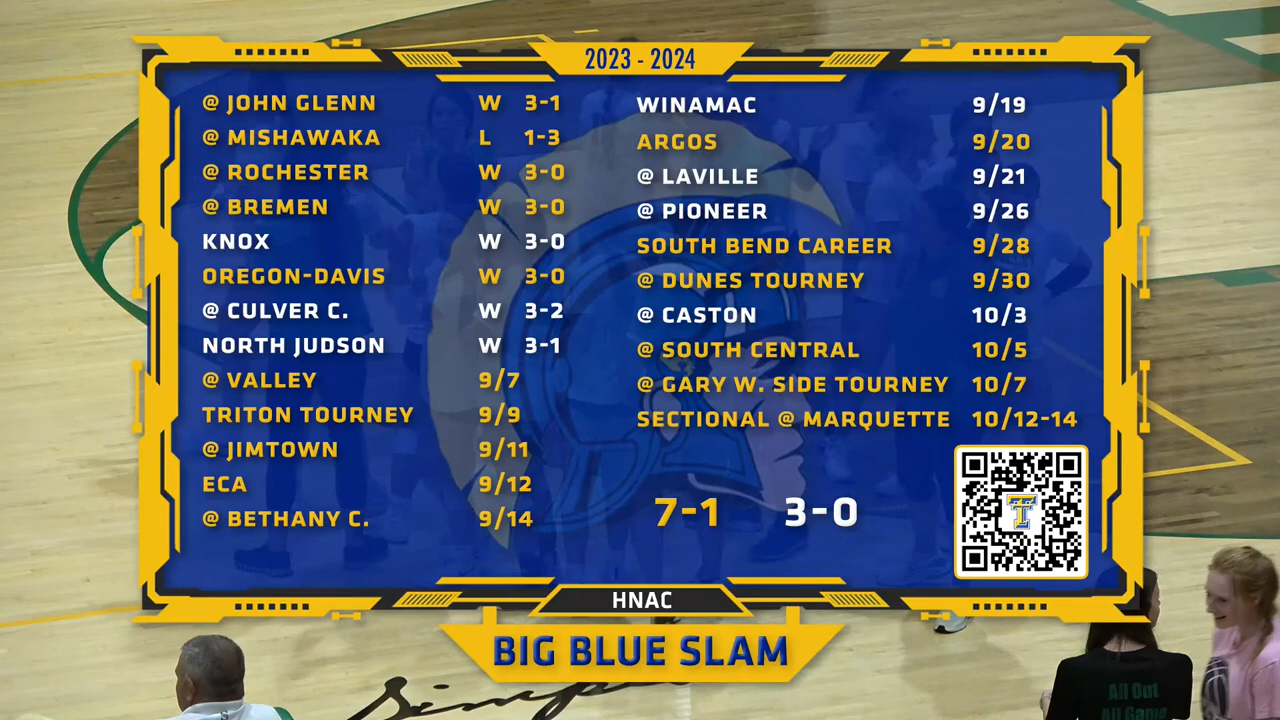 2023 - 2024
@ JOHN GLENN W 3-1
@ MISHAWAKA L 1-3
@ ROCHESTER W 3-0
@ BREMEN W 3-0
KNOX W 3-0
OREGON-DAVIS W 3-0
@ CULVER C. W 3-2
NORTH JUDSON W 3-1
@ VALLEY 9/7
TRITON TOURNEY 9/9
@ JIMTOWN 9/11
ECA 9/12
@ BETHANY C. 9/14
WINAMAC 9/19
ARGOS 9/20
@ LAVILLE 9/21
@ PIONEER 9/26
SOUTH BEND CAREER 9/28
@ DUNES TOURNEY 9/30
@ CASTON 10/3
@ SOUTH CENTRAL 10/5
@ GARY W. SIDE TOURNEY 10/7
SECTIONAL @ MARQUETTE 10/12-14
7-1 3-0
T
HNAC
BIG BLUE SLAM
All Out
All Game